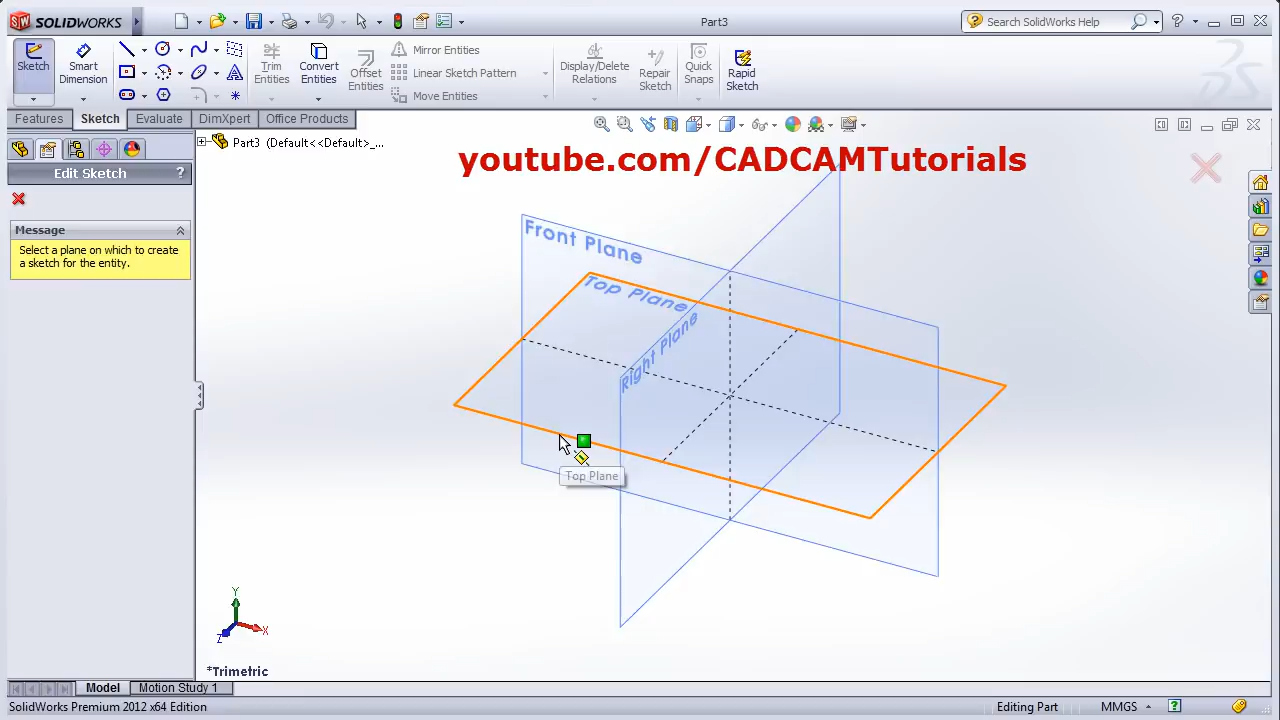 SOLIDWORKS
Part3
Search SolidWorks Help
Sketch
Smart Dimension
Trim Entities
Convert Entities
Offset Entities
Mirror Entities
Linear Sketch Pattern
Move Entities
Display/Delete Relations
Repair Sketch
Quick Snaps
Rapid Sketch
Features
Sketch
Evaluate
DimXpert
Office Products
Part3 (Default<<Default>_...
youtube.com/CADCAMTutorials
Edit Sketch
?
Message
Select a plane on which to create
a sketch for the entity.
Front Plane
Top Plane
Right Plane
Top Plane
Y
X
Z
*Trimetric
Model
Motion Study 1
SolidWorks Premium 2012 x64 Edition
Editing Part
MMGS